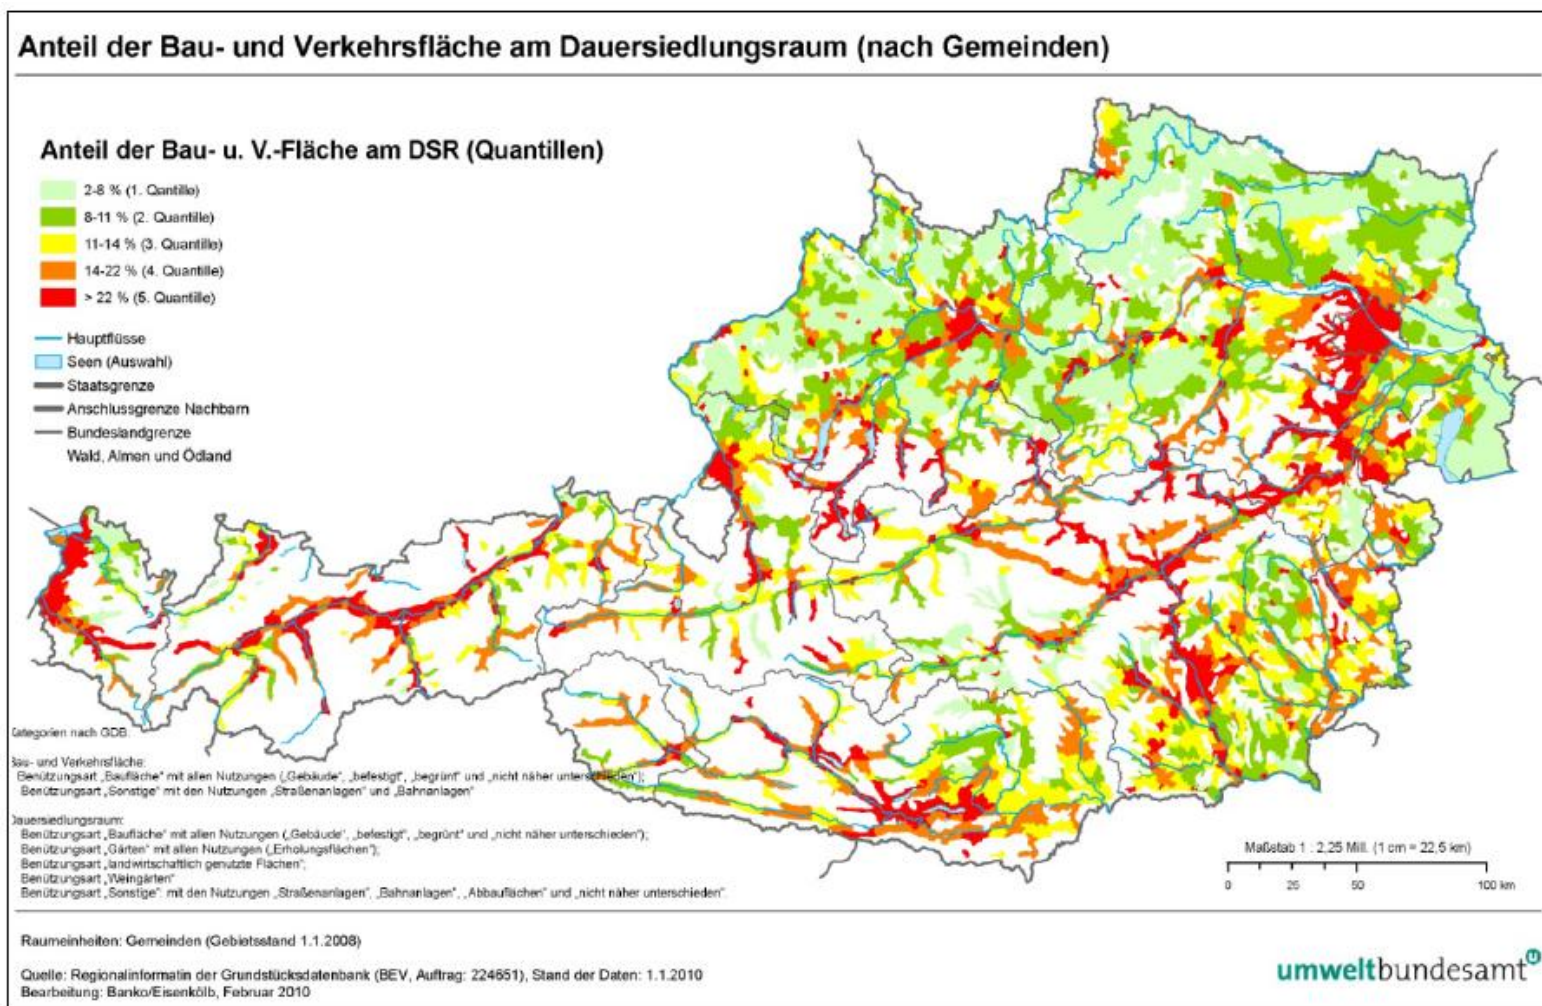 Anteil der Bau- und Verkehrsfläche am Dauersiedlungsraum (nach Gemeinden)
Anteil der Bau- u. V.-Fläche am DSR (Quantillen)
2-8 % (1. Qantille)
8-11 % (2. Quantille)
11-14 % (3. Quantille)
14-22 % (4. Quantille)
> 22 % (5. Quantille)
Hauptflüsse
Seen (Auswahl)
Staatsgrenze
Anschlussgrenze Nachbarn
Bundeslandgrenze
Wald, Almen und Ödland
Kategorien nach GDB:
Bau- und Verkehrsfläche:
Benützungsart „Baufläche" mit allen Nutzungen („Gebäude", „befestigt", „begrünt" und „nicht näher unterschieden");
Benützungsart „Sonstige" mit den Nutzungen „Straßenanlagen" und „Bahnanlagen"
Dauersiedlungsraum:
Benützungsart „Baufläche" mit allen Nutzungen („Gebäude", „befestigt", „begrünt" und „nicht näher unterschieden");
Benützungsart „Gärten" mit allen Nutzungen („Erholungsflächen");
Benützungsart „landwirtschaftlich genutzte Flächen";
Benützungsart „Weingärten"
Benützungsart „Sonstige": mit den Nutzungen „Straßenanlagen", „Bahnanlagen", „Abbauflächen" und „nicht näher unterschieden".
Maßstab 1 : 2,25 Mill. (1 cm = 22,5 km)
0 25 50 100 km
Raumeinheiten: Gemeinden (Gebietsstand 1.1.2008)
Quelle: Regionalinformatin der Grundstücksdatenbank (BEV, Auftrag: 224651), Stand der Daten: 1.1.2010
Bearbeitung: Banko/Eisenkölb, Februar 2010
umweltbundesamt